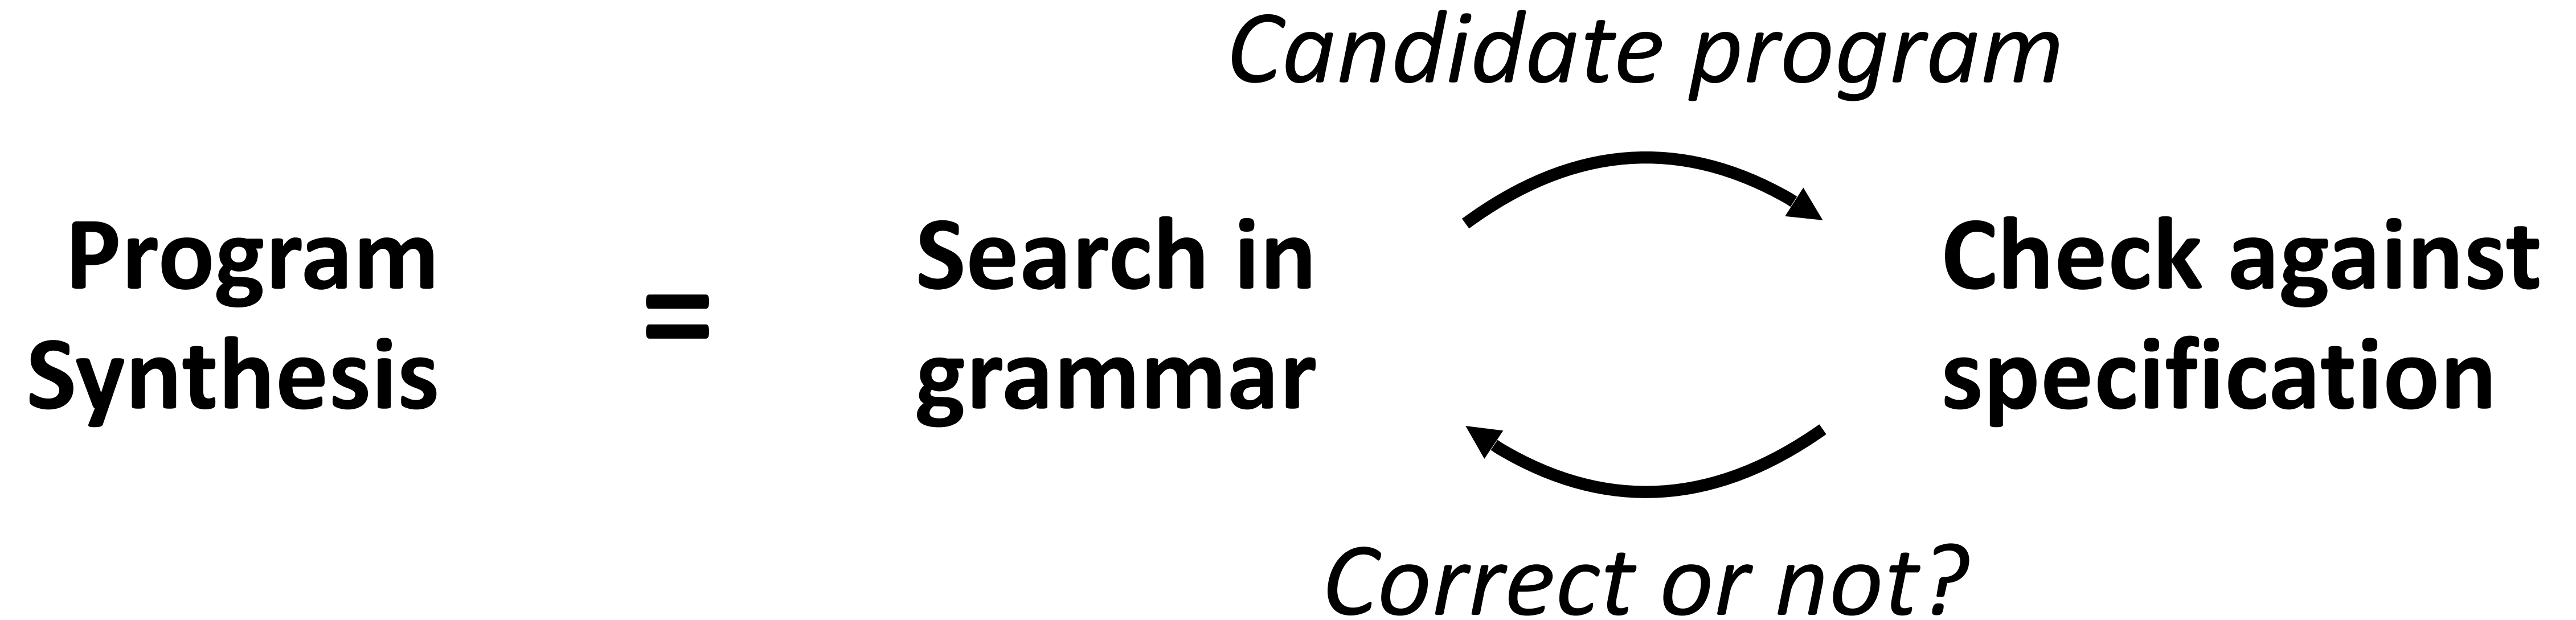 Candidate program
Program
Synthesis
=
Search in
grammar
Check against
specification
Correct or not?